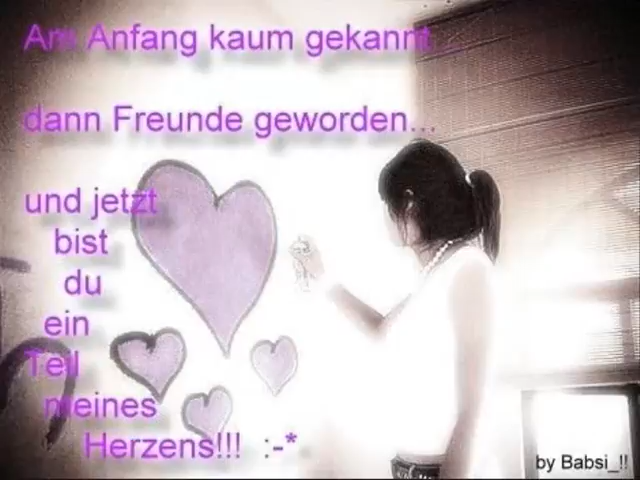 Am Anfang kaum gekannt...
dann Freunde geworden...
und jetzt
bist
du
ein
Teil
meines
Herzens!!! :-*
by Babsi_!!